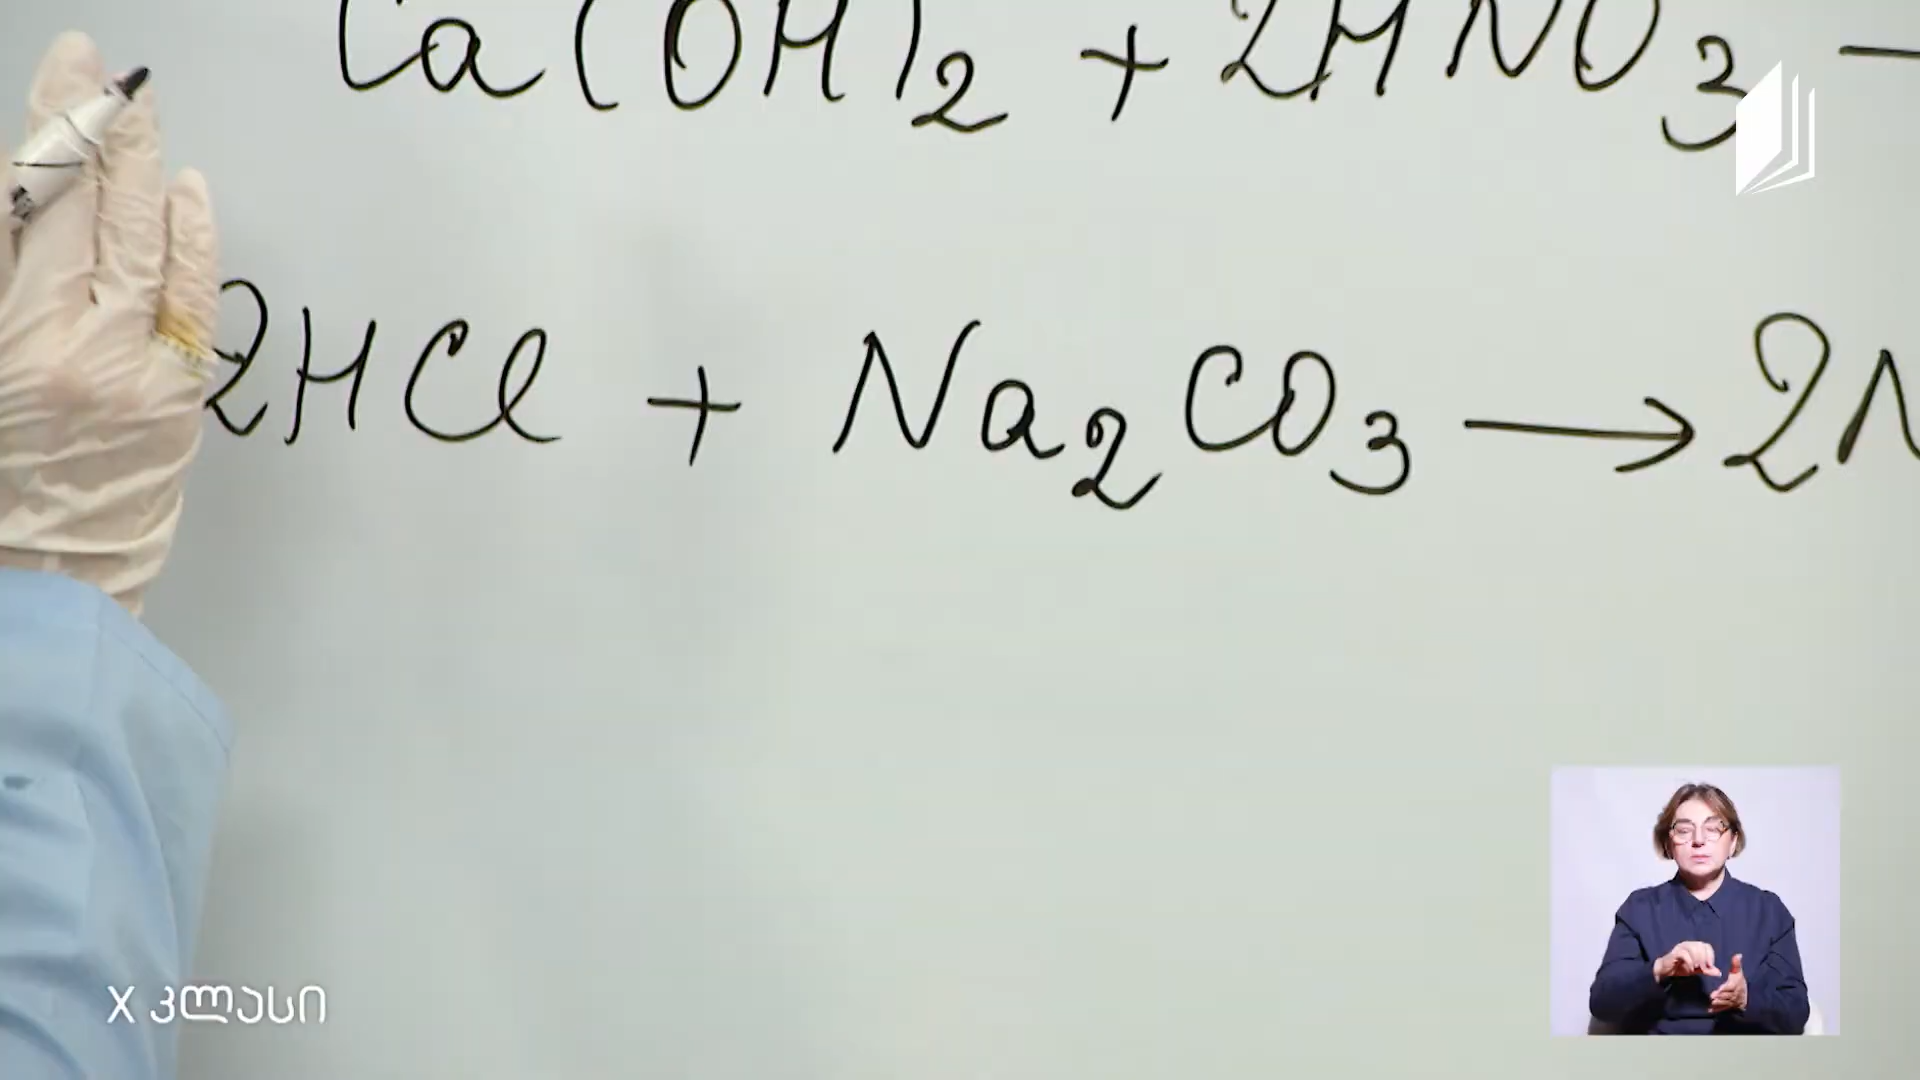 Ca(OH)₂ + 2HNO₃ —
2HCl + Na₂CO₃ → 2N
X კლასი